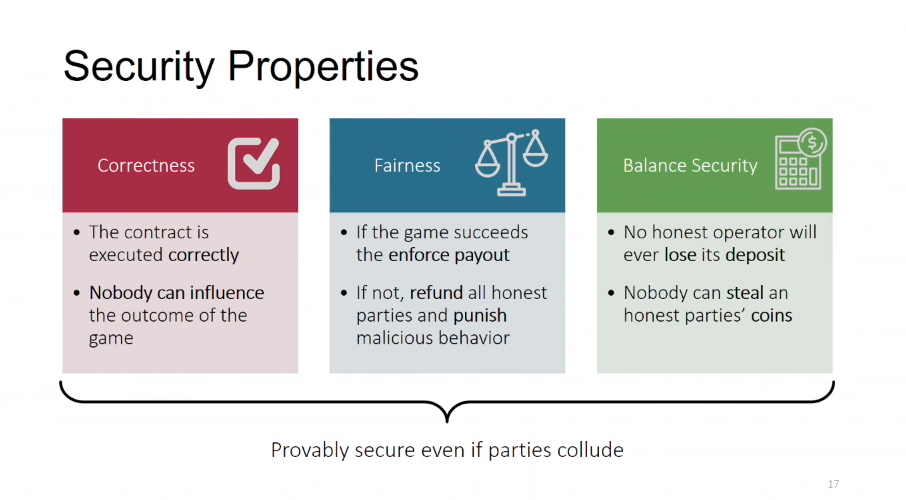 Security Properties
Correctness
• The contract is
executed correctly
• Nobody can influence
the outcome of the
game
Fairness
• If the game succeeds
the enforce payout
• If not, refund all honest
parties and punish
malicious behavior
Balance Security
$
• No honest operator will
ever lose its deposit
• Nobody can steal an
honest parties' coins
Provably secure even if parties collude
17